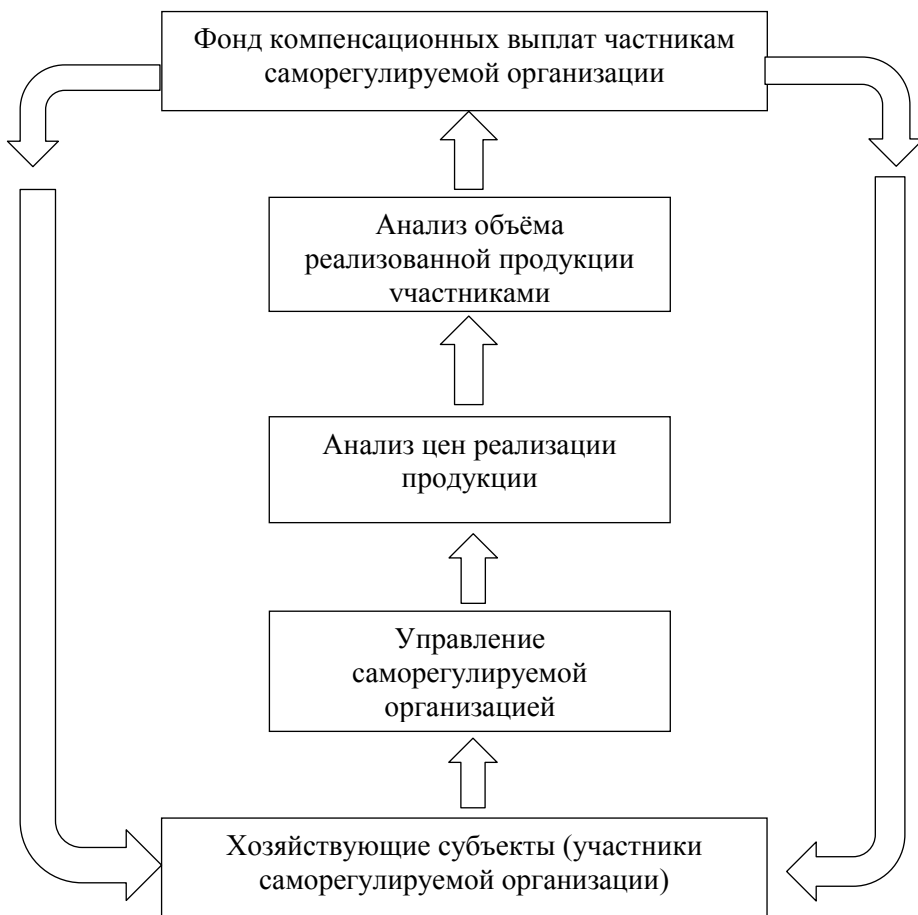 Фонд компенсационных выплат частникам
саморегулируемой организации
Анализ объёма
реализованной продукции
участниками
Анализ цен реализации
продукции
Управление
саморегулируемой
организацией
Хозяйствующие субъекты (участники
саморегулируемой организации)